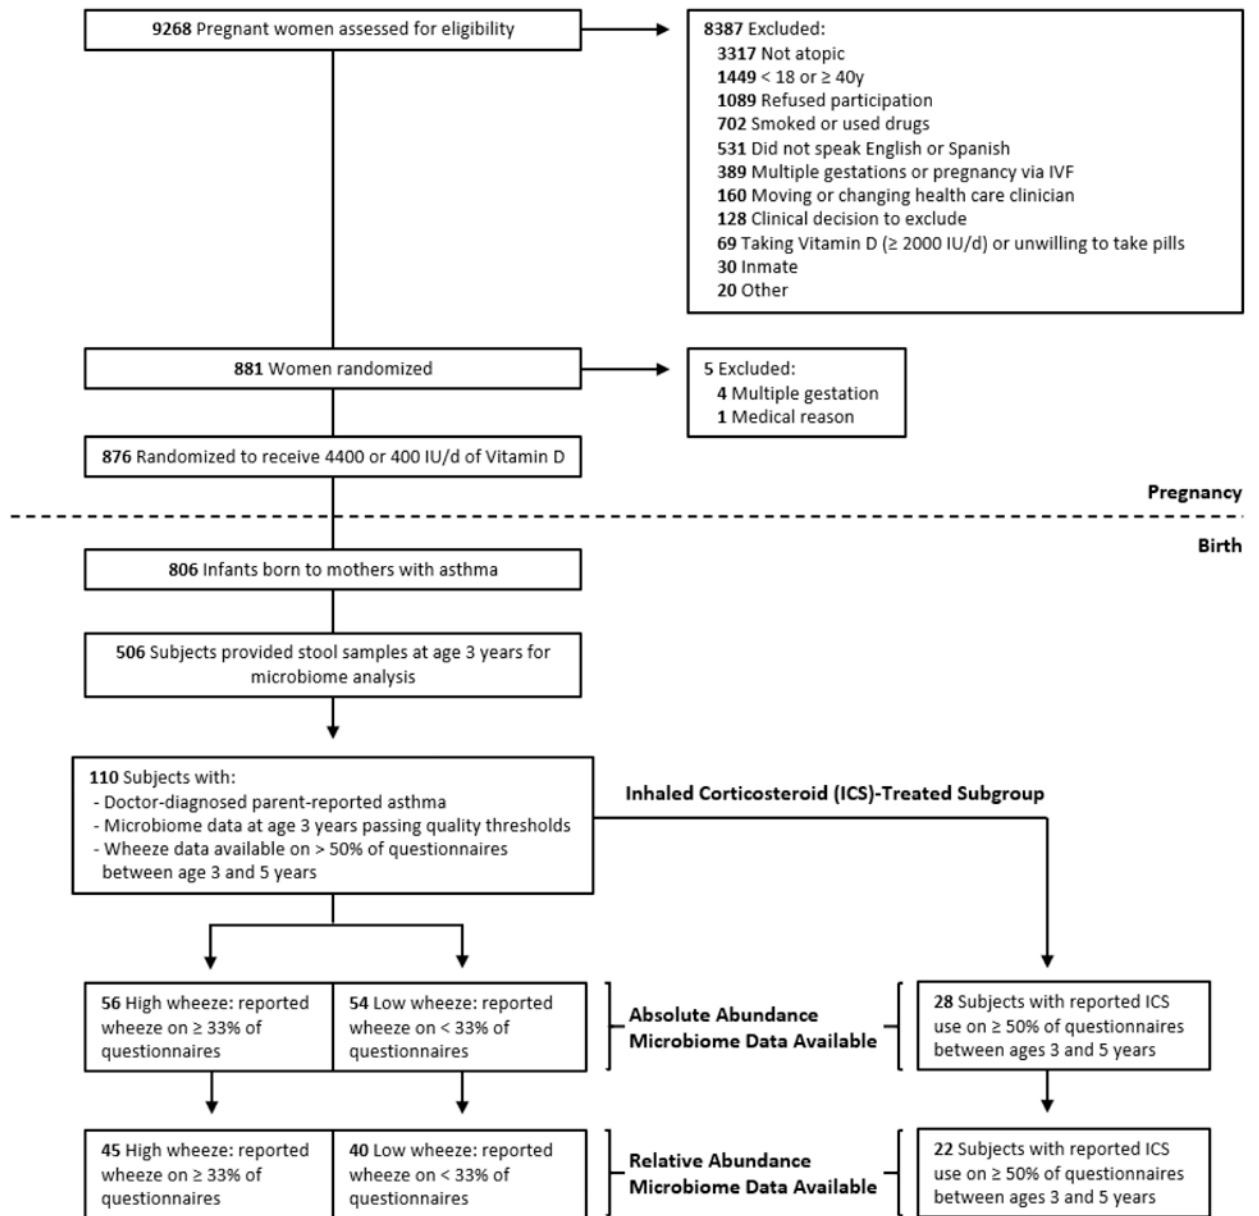 9268 Pregnant women assessed for eligibility
8387 Excluded:
3317 Not atopic
1449 < 18 or ≥ 40y
1089 Refused participation
702 Smoked or used drugs
531 Did not speak English or Spanish
389 Multiple gestations or pregnancy via IVF
160 Moving or changing health care clinician
128 Clinical decision to exclude
69 Taking Vitamin D (≥ 2000 IU/d) or unwilling to take pills
30 Inmate
20 Other
881 Women randomized
5 Excluded:
4 Multiple gestation
1 Medical reason
876 Randomized to receive 4400 or 400 IU/d of Vitamin D
Pregnancy
Birth
806 Infants born to mothers with asthma
506 Subjects provided stool samples at age 3 years for
microbiome analysis
110 Subjects with:
- Doctor-diagnosed parent-reported asthma
- Microbiome data at age 3 years passing quality thresholds
- Wheeze data available on > 50% of questionnaires
between age 3 and 5 years
Inhaled Corticosteroid (ICS)-Treated Subgroup
56 High wheeze: reported
wheeze on ≥ 33% of
questionnaires
54 Low wheeze: reported
wheeze on < 33% of
questionnaires
Absolute Abundance
Microbiome Data Available
28 Subjects with reported ICS
use on ≥ 50% of questionnaires
between ages 3 and 5 years
45 High wheeze: reported
wheeze on ≥ 33% of
questionnaires
40 Low wheeze: reported
wheeze on < 33% of
questionnaires
Relative Abundance
Microbiome Data Available
22 Subjects with reported ICS
use on ≥ 50% of questionnaires
between ages 3 and 5 years